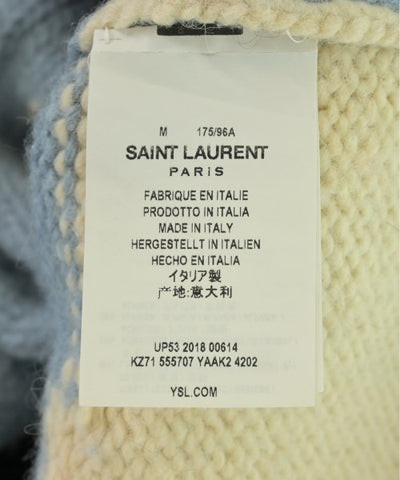 M 175/96A
SAINT LAURENT
PARIS
FABRIQUE EN ITALIE
PRODOTTO IN ITALIA
MADE IN ITALY
HERGESTELLT IN ITALIEN
HECHO EN ITALIA
イタリア製
产地:意大利
UP53 2018 00614
KZ71 555707 YAAK2 4202
YSL.COM